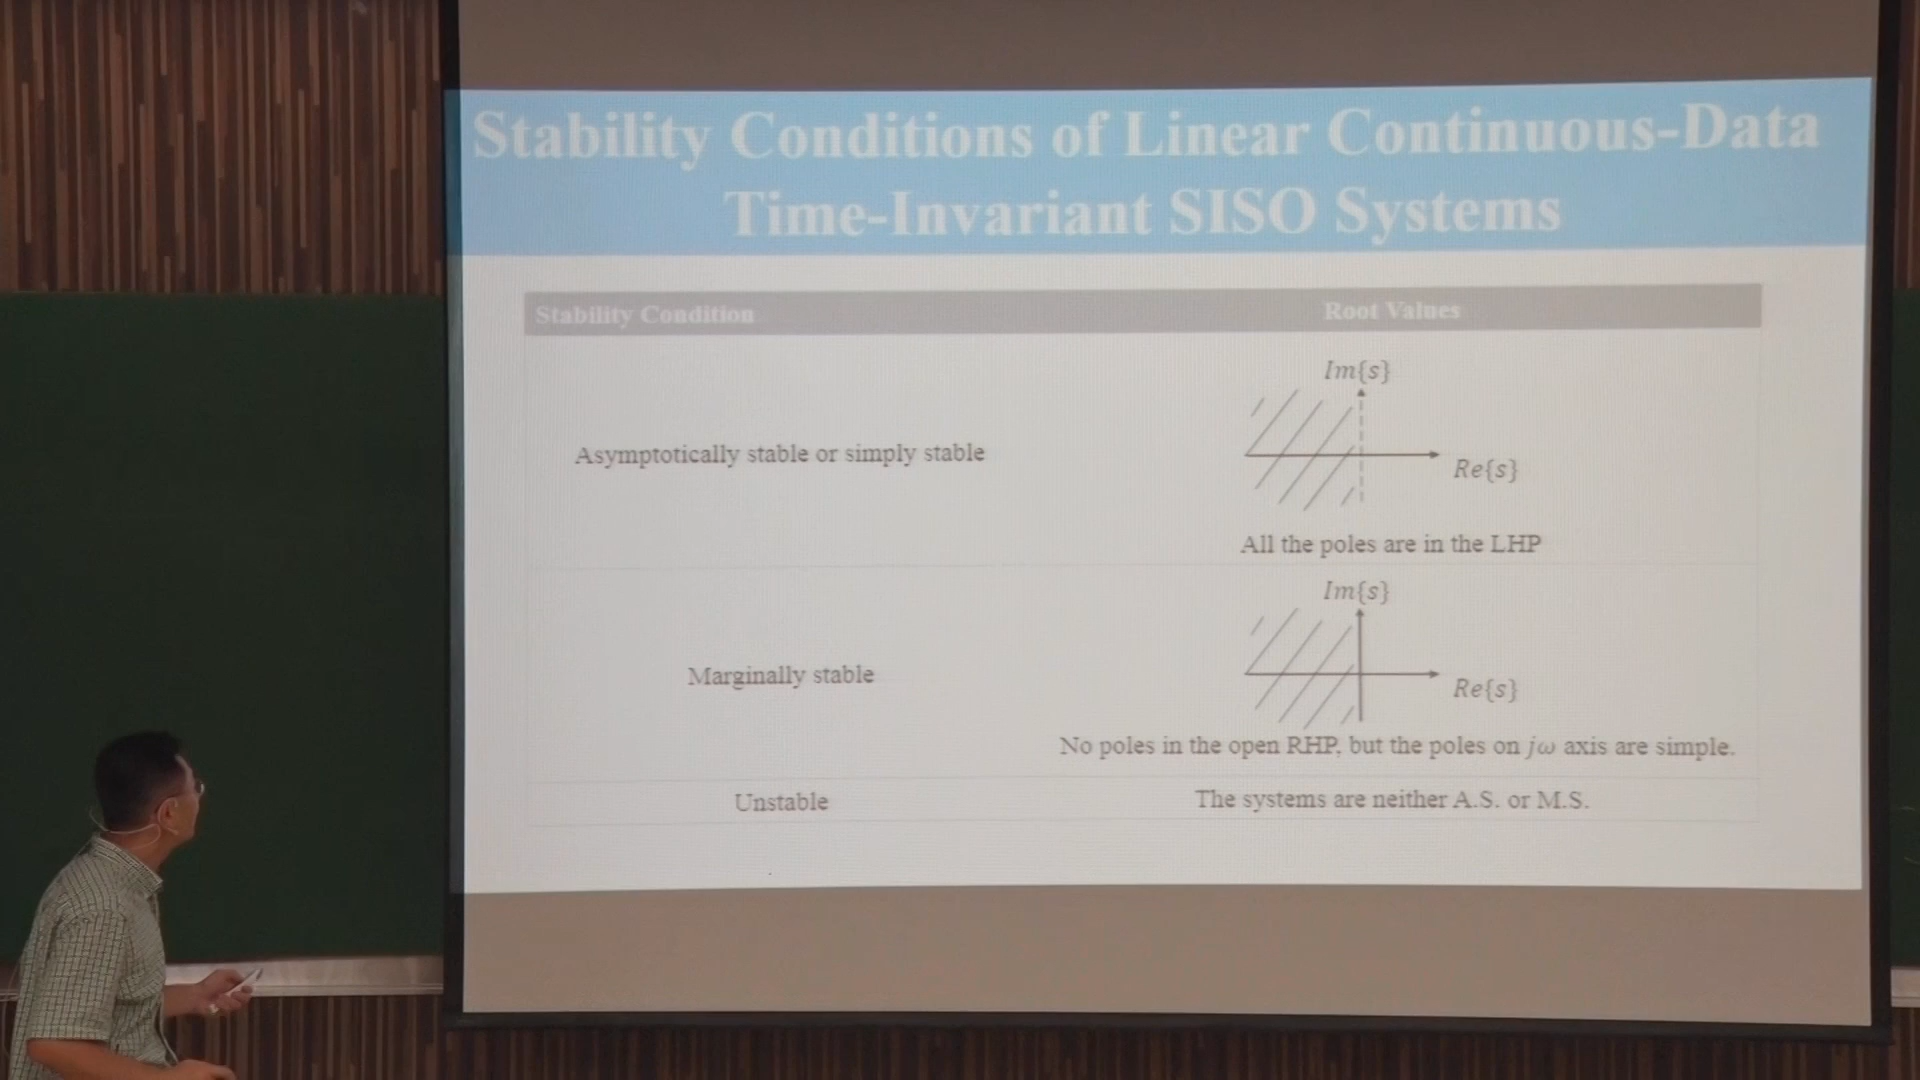 Stability Conditions of Linear Continuous-Data
Time-Invariant SISO Systems
Stability Condition Root Values
Im{s}
Asymptotically stable or simply stable
Re{s}
All the poles are in the LHP
Im{s}
Marginally stable
Re{s}
No poles in the open RHP, but the poles on jω axis are simple.
Unstable The systems are neither A.S. or M.S.